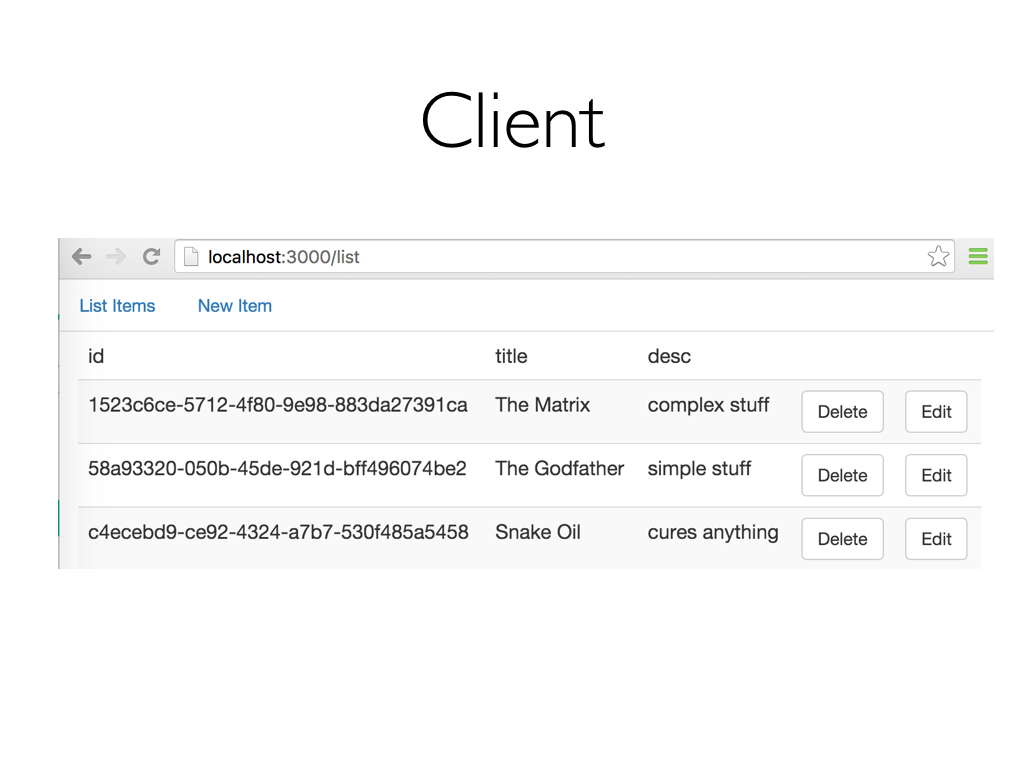 Client
localhost:3000/list
List Items New Item
id title desc
1523c6ce-5712-4f80-9e98-883da27391ca The Matrix complex stuff Delete Edit
58a93320-050b-45de-921d-bff496074be2 The Godfather simple stuff Delete Edit
c4ecebd9-ce92-4324-a7b7-530f485a5458 Snake Oil cures anything Delete Edit